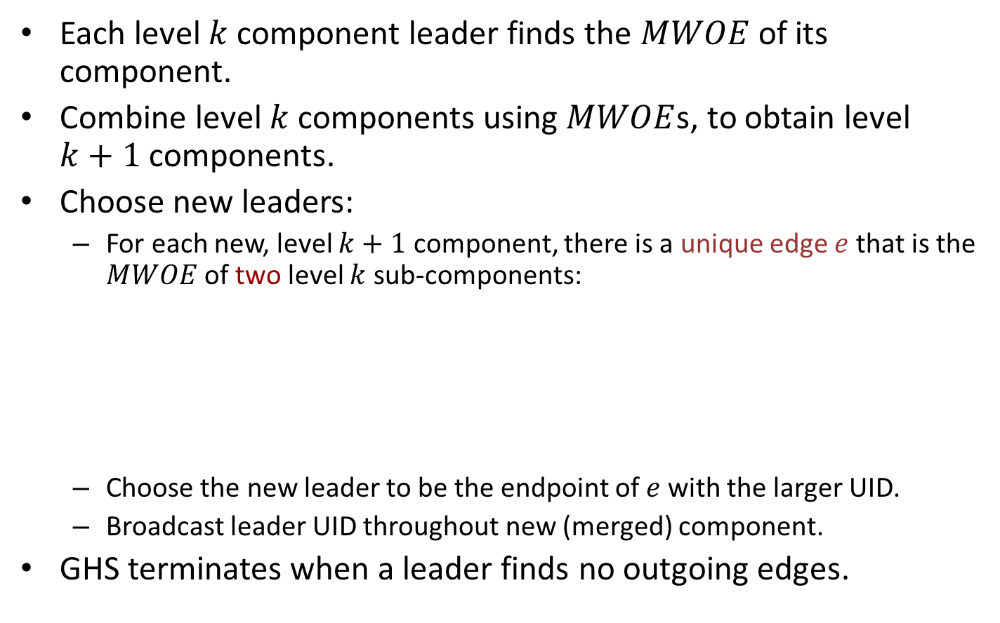 • Each level k component leader finds the MWOE of its
component.
• Combine level k components using MWOEs, to obtain level
k + 1 components.
• Choose new leaders:
– For each new, level k + 1 component, there is a unique edge e that is the
MWOE of two level k sub-components:
– Choose the new leader to be the endpoint of e with the larger UID.
– Broadcast leader UID throughout new (merged) component.
• GHS terminates when a leader finds no outgoing edges.